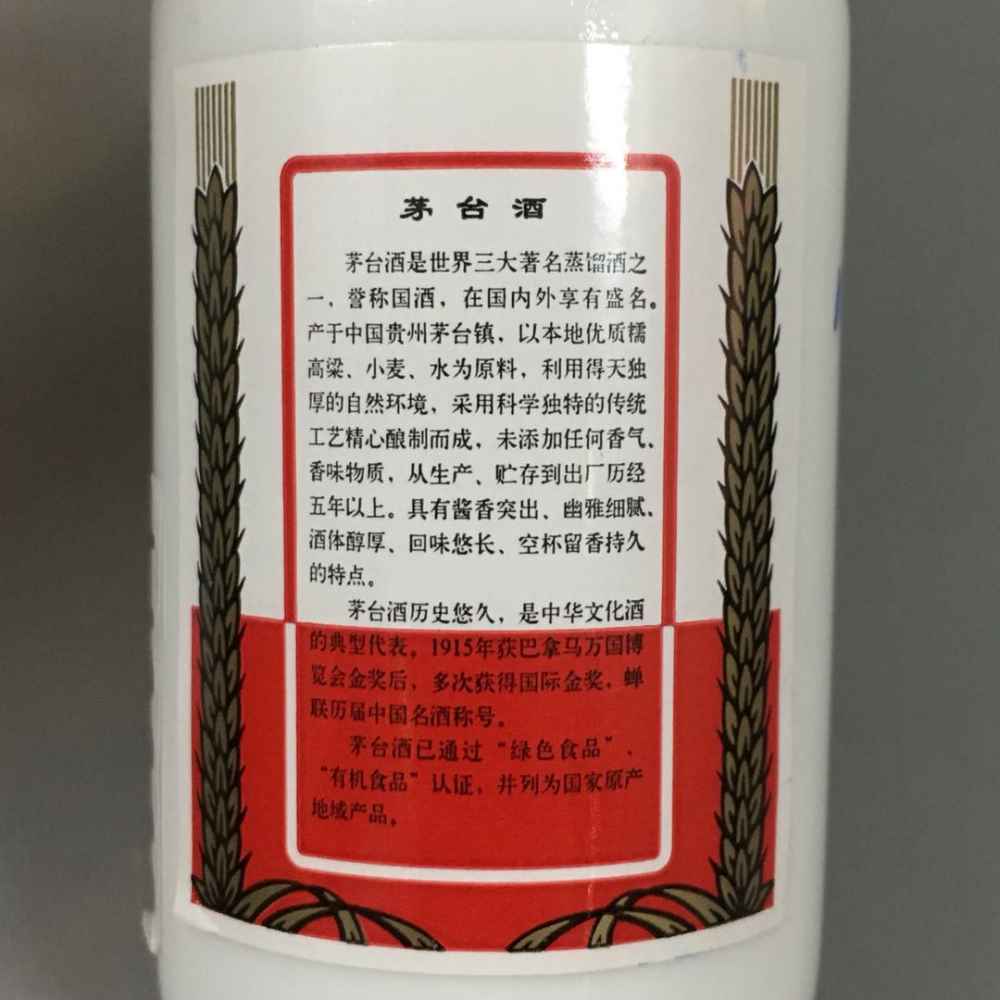 茅台酒
茅台酒是世界三大著名蒸馏酒之
一，誉称国酒，在国内外享有盛名。
产于中国贵州茅台镇，以本地优质糯
高粱、小麦、水为原料，利用得天独
厚的自然环境，采用科学独特的传统
工艺精心酿制而成，未添加任何香气、
香味物质，从生产、贮存到出厂历经
五年以上。具有酱香突出、幽雅细腻、
酒体醇厚、回味悠长、空杯留香持久
的特点。
茅台酒历史悠久，是中华文化酒
的典型代表。1915年获巴拿马万国博
览会金奖后，多次获得国际金奖，蝉
联历届中国名酒称号。
茅台酒已通过“绿色食品”、
“有机食品”认证，并列为国家原产
地域产品。